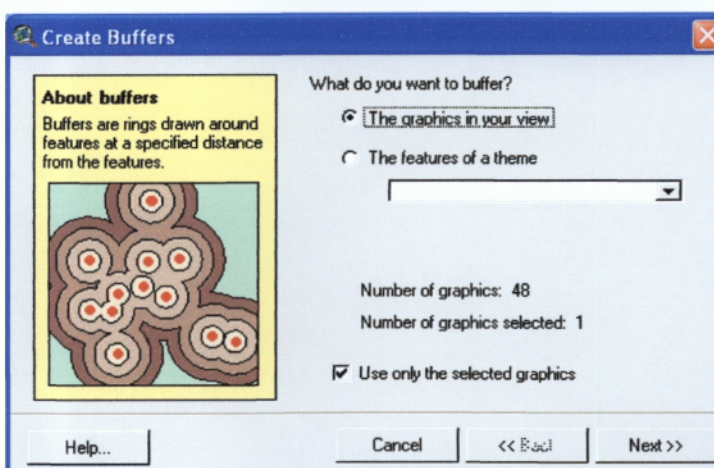 Create Buffers
About buffers
Buffers are rings drawn around
features at a specified distance
from the features.
What do you want to buffer?
The graphics in your view
The features of a theme
Number of graphics: 48
Number of graphics selected: 1
Use only the selected graphics
Help...
Cancel
<< Back
Next >>